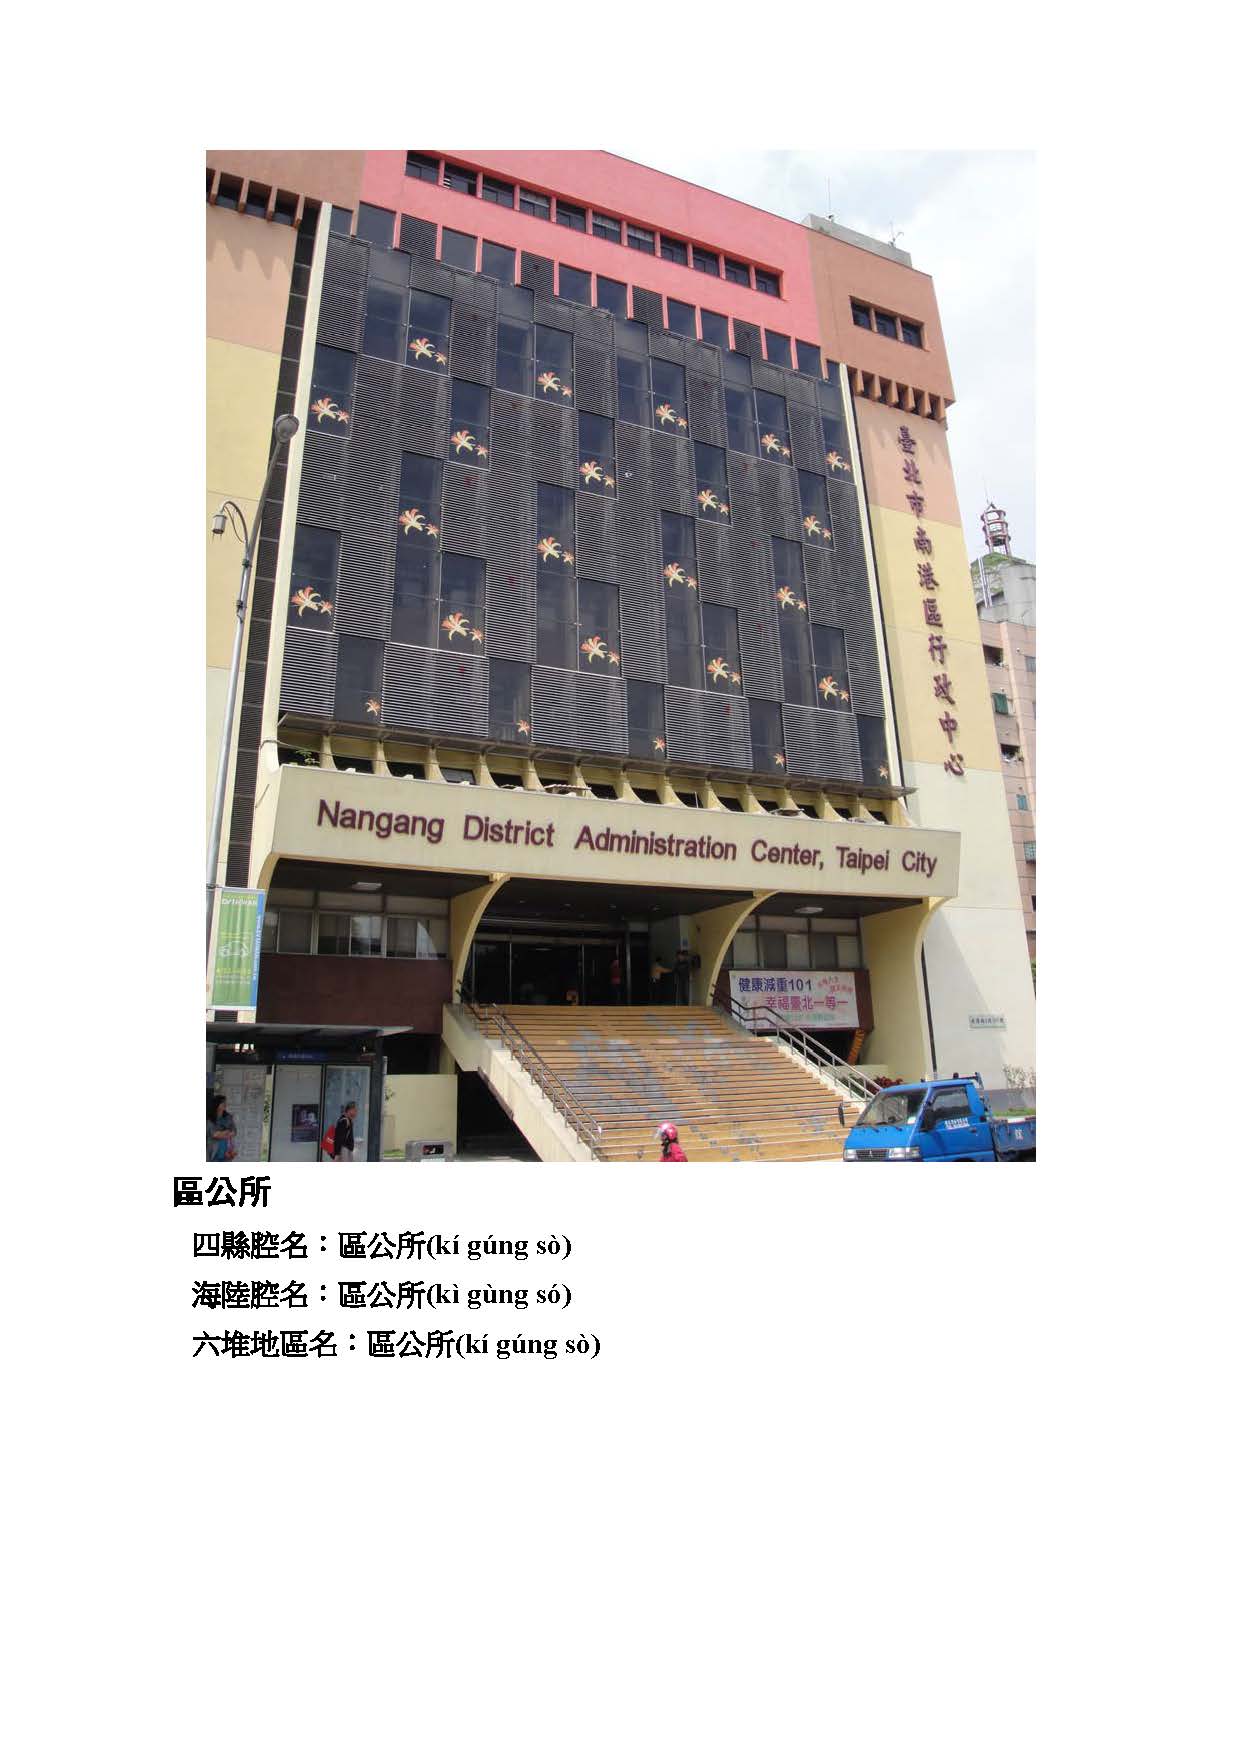 臺北市南港區行政中心
Nangang District Administration Center, Taipei City
健康減重101
幸福臺北一等一
區公所
四縣腔名：區公所(kí gúng sò)
海陸腔名：區公所(kì gùng só)
六堆地區名：區公所(kí gúng sò)